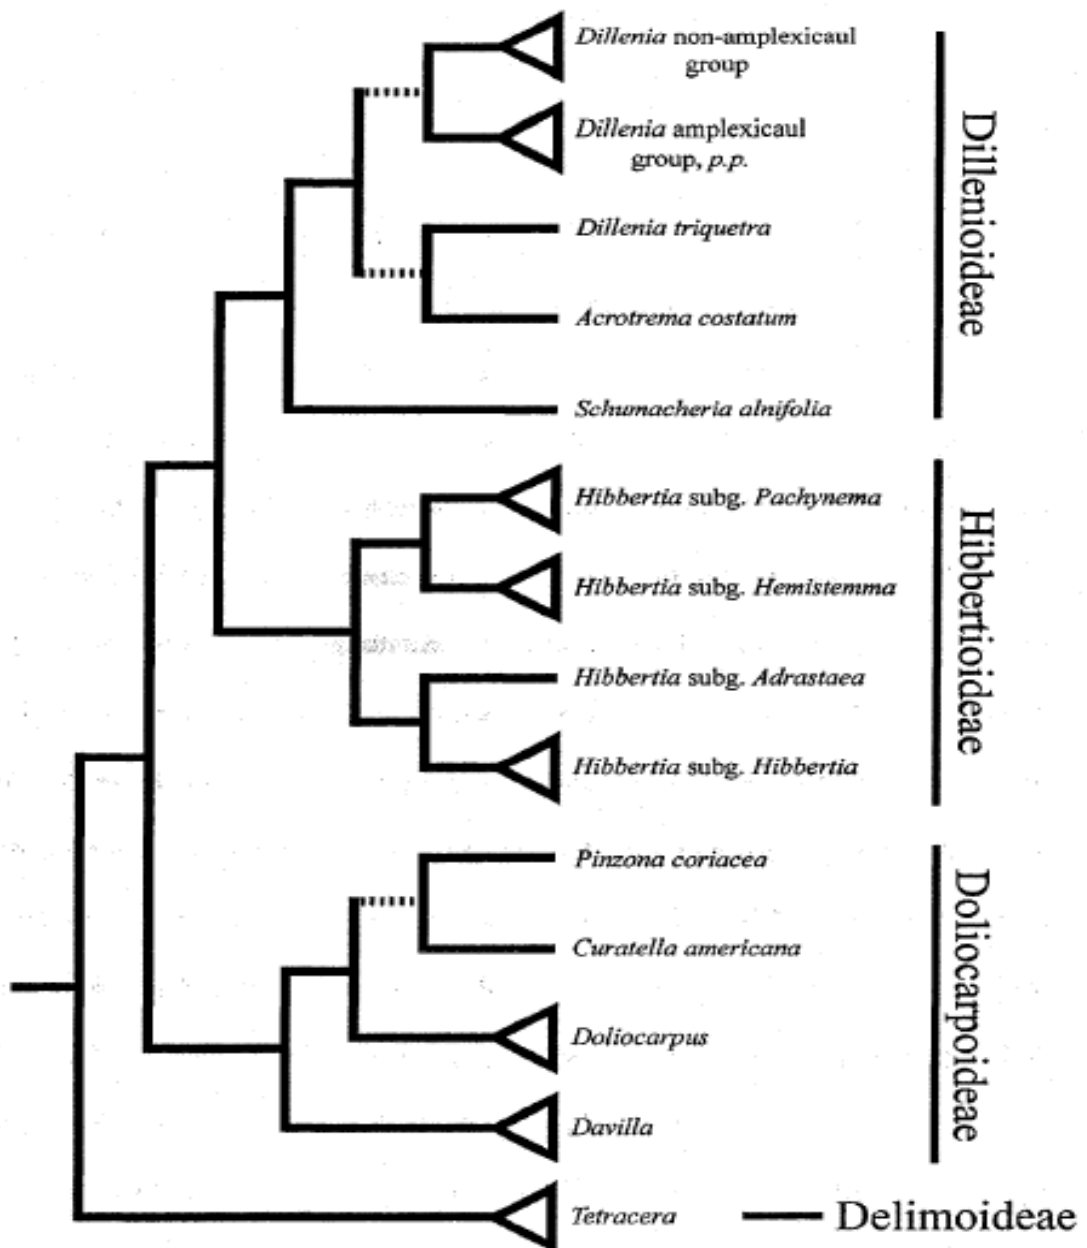 Dillenia non-amplexicaul
group
Dillenia amplexicaul
group, p.p.
Dillenia triquetra
Acrotrema costatum
Schumacheria alnifolia
Dillenioideae
Hibbertia subg. Pachynema
Hibbertia subg. Hemistemma
Hibbertia subg. Adrastaea
Hibbertia subg. Hibbertia
Hibbertioideae
Pinzona coriacea
Curatella americana
Doliocarpus
Davilla
Doliocarpoideae
Tetracera
Delimoideae